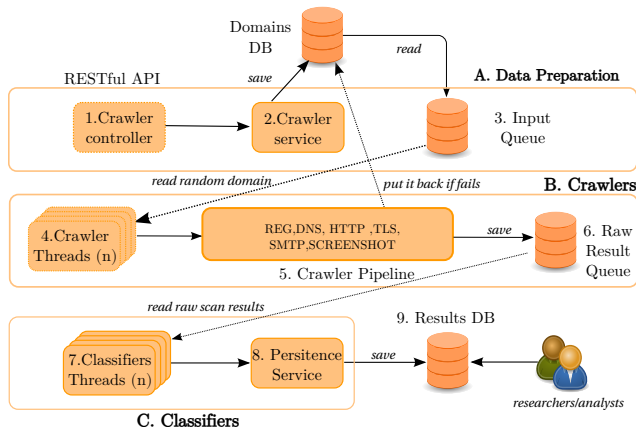 Domains
DB
save
read
RESTful API
A. Data Preparation
1.Crawler
controller
2.Crawler
service
3. Input
Queue
read random domain
put it back if fails
B. Crawlers
4.Crawler
Threads (n)
REG,DNS, HTTP ,TLS,
SMTP,SCREENSHOT
save
6. Raw
Result
Queue
5. Crawler Pipeline
read raw scan results
9. Results DB
7.Classifiers
Threads (n)
8. Persitence
Service
save
researchers/analysts
C. Classifiers